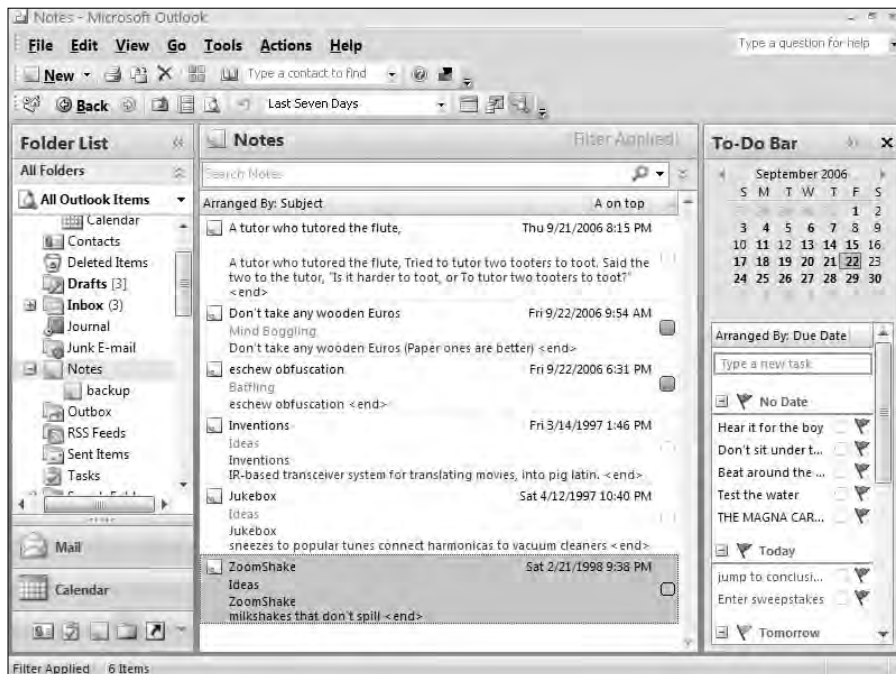 Notes - Microsoft Outlook
File Edit View Go Tools Actions Help
Type a question for help
New
Type a contact to find
Back
Last Seven Days
Folder List
All Folders
All Outlook Items
Calendar
Contacts
Deleted Items
Drafts [3]
Inbox (3)
Journal
Junk E-mail
Notes
backup
Outbox
RSS Feeds
Sent Items
Tasks
Mail
Calendar
Notes
Filter Applied
Search Notes
Arranged By: Subject A on top
A tutor who tutored the flute, Thu 9/21/2006 8:15 PM
A tutor who tutored the flute, Tried to tutor two tooters to toot. Said the
two to the tutor, "Is it harder to toot, or To tutor two tooters to toot?"
<end>
Don't take any wooden Euros Fri 9/22/2006 9:54 AM
Mind Boggling
Don't take any wooden Euros (Paper ones are better) <end>
eschew obfuscation Fri 9/22/2006 6:31 PM
Baffling
eschew obfuscation <end>
Inventions Fri 3/14/1997 1:46 PM
Ideas
Inventions
IR-based transceiver system for translating movies, into pig latin. <end>
Jukebox Sat 4/12/1997 10:40 PM
Ideas
Jukebox
sneezes to popular tunes connect harmonicas to vacuum cleaners <end>
ZoomShake Sat 2/21/1998 9:38 PM
Ideas
ZoomShake
milkshakes that don't spill <end>
To-Do Bar
September 2006
S M T W T F S
1 2
3 4 5 6 7 8 9
10 11 12 13 14 15 16
17 18 19 20 21 22 23
24 25 26 27 28 29 30
Arranged By: Due Date
Type a new task
No Date
Hear it for the boy
Don't sit under t...
Beat around the ...
Test the water
THE MAGNA CAR...
Today
jump to conclusi...
Enter sweepstakes
Tomorrow
Filter Applied 6 Items